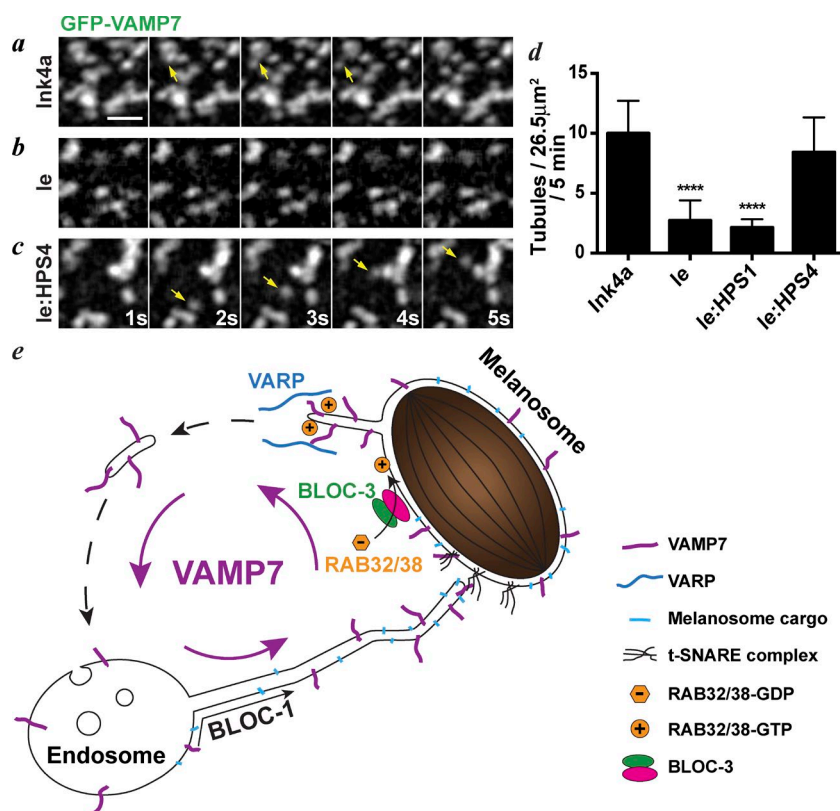 GFP-VAMP7
a
Ink4a
b
le
c
le:HPS4
1s
2s
3s
4s
5s
d
Tubules / 26.5µm²
/ 5 min
15
10
5
0
****
****
Ink4a
le
le:HPS1
le:HPS4
e
VARP
Melanosome
BLOC-3
RAB32/38
VAMP7
BLOC-1
Endosome
VAMP7
VARP
Melanosome cargo
t-SNARE complex
RAB32/38-GDP
RAB32/38-GTP
BLOC-3